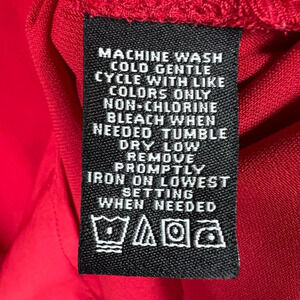 MACHINE WASH
COLD GENTLE
CYCLE WITH LIKE
COLORS ONLY
NON-CHLORINE
BLEACH WHEN
NEEDED TUMBLE
DRY LOW
REMOVE
PROMPTLY
IRON ON LOWEST
SETTING
WHEN NEEDED